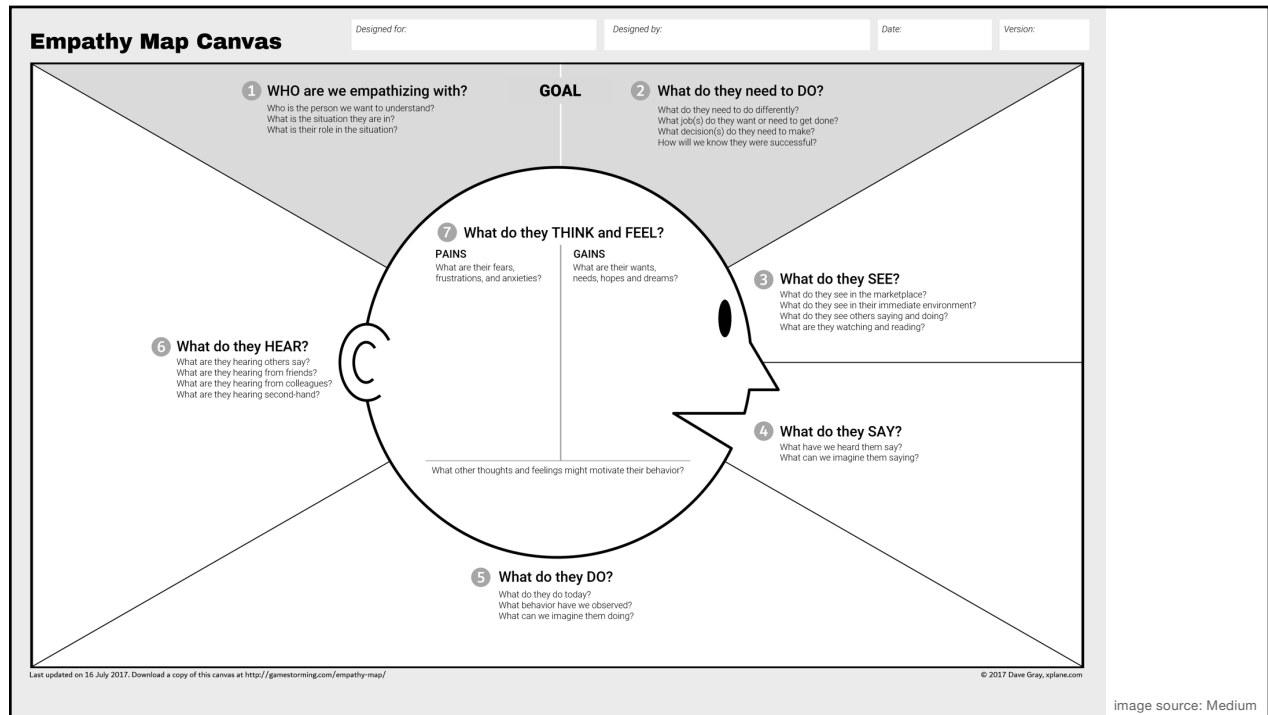 Empathy Map Canvas
Designed for:
Designed by:
Date:
Version:
1 WHO are we empathizing with?
Who is the person we want to understand?
What is the situation they are in?
What is their role in the situation?
GOAL
2 What do they need to DO?
What do they need to do differently?
What job(s) do they want or need to get done?
What decision(s) do they need to make?
How will we know they were successful?
3 What do they SEE?
What do they see in the marketplace?
What do they see in their immediate environment?
What do they see others saying and doing?
What are they watching and reading?
4 What do they SAY?
What have we heard them say?
What can we imagine them saying?
5 What do they DO?
What do they do today?
What behavior have we observed?
What can we imagine them doing?
6 What do they HEAR?
What are they hearing others say?
What are they hearing from friends?
What are they hearing from colleagues?
What are they hearing second-hand?
7 What do they THINK and FEEL?
PAINS
What are their fears,
frustrations, and anxieties?
GAINS
What are their wants,
needs, hopes and dreams?
What other thoughts and feelings might motivate their behavior?
Last updated on 16 July 2017. Download a copy of this canvas at http://gamestorming.com/empathy-map/
© 2017 Dave Gray, xplane.com
image source: Medium